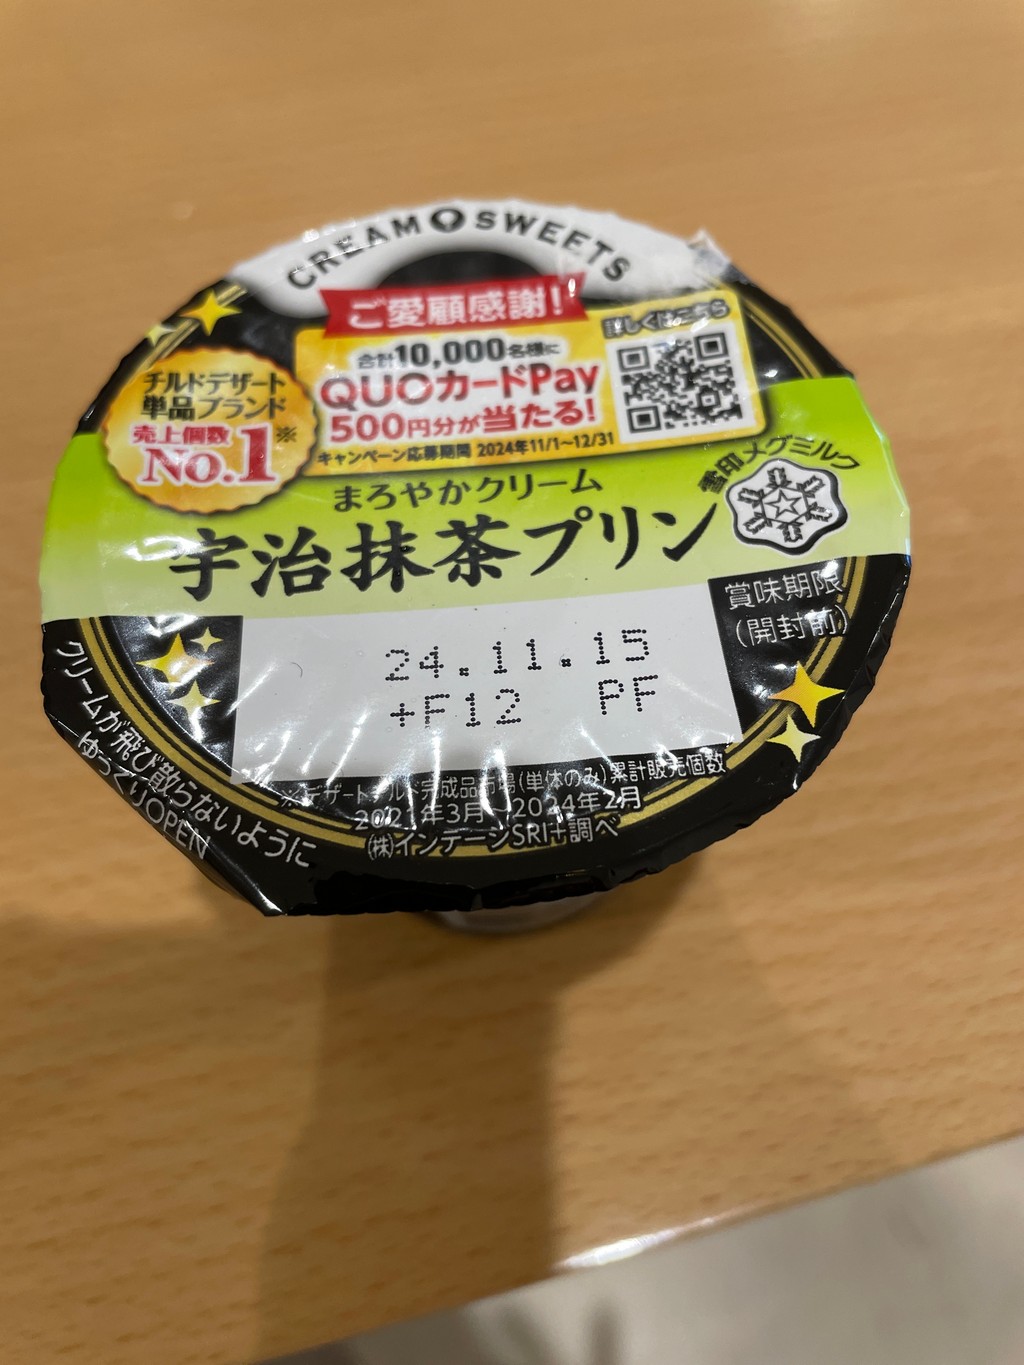 CREAM SWEETS
ご愛顧感謝!
合計10,000名様に
QUOカードPay
500円分が当たる!
キャンペーン応募期間 2024年11/1~12/31
詳しくはこちら
チルドデザート
単品ブランド
売上個数※
No.1
雪印メグミルク
まろやかクリーム
宇治抹茶プリン
賞味期限
(開封前)
24.11.15
+F12 PF
※デザートチルド完成品市場(単体のみ)累計販売個数
2021年3月~2024年2月
(株)インテージSRI+調べ
クリームが飛び散らないように
ゆっくりOPEN